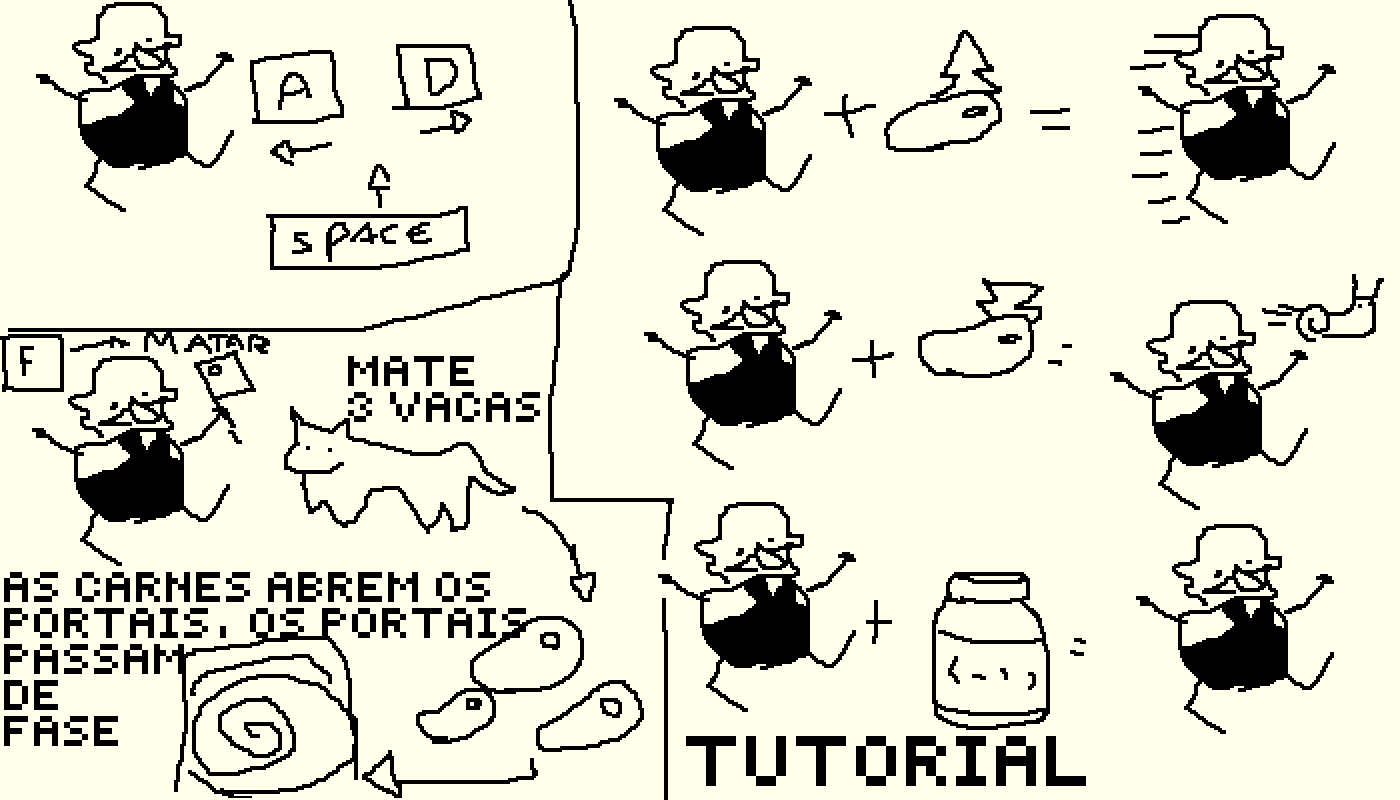 A
D
SPACE
F
MATAR
MATE
3 VACAS
AS CARNES ABREM OS
PORTAIS. OS PORTAIS
PASSAM
DE
FASE
TUTORIAL